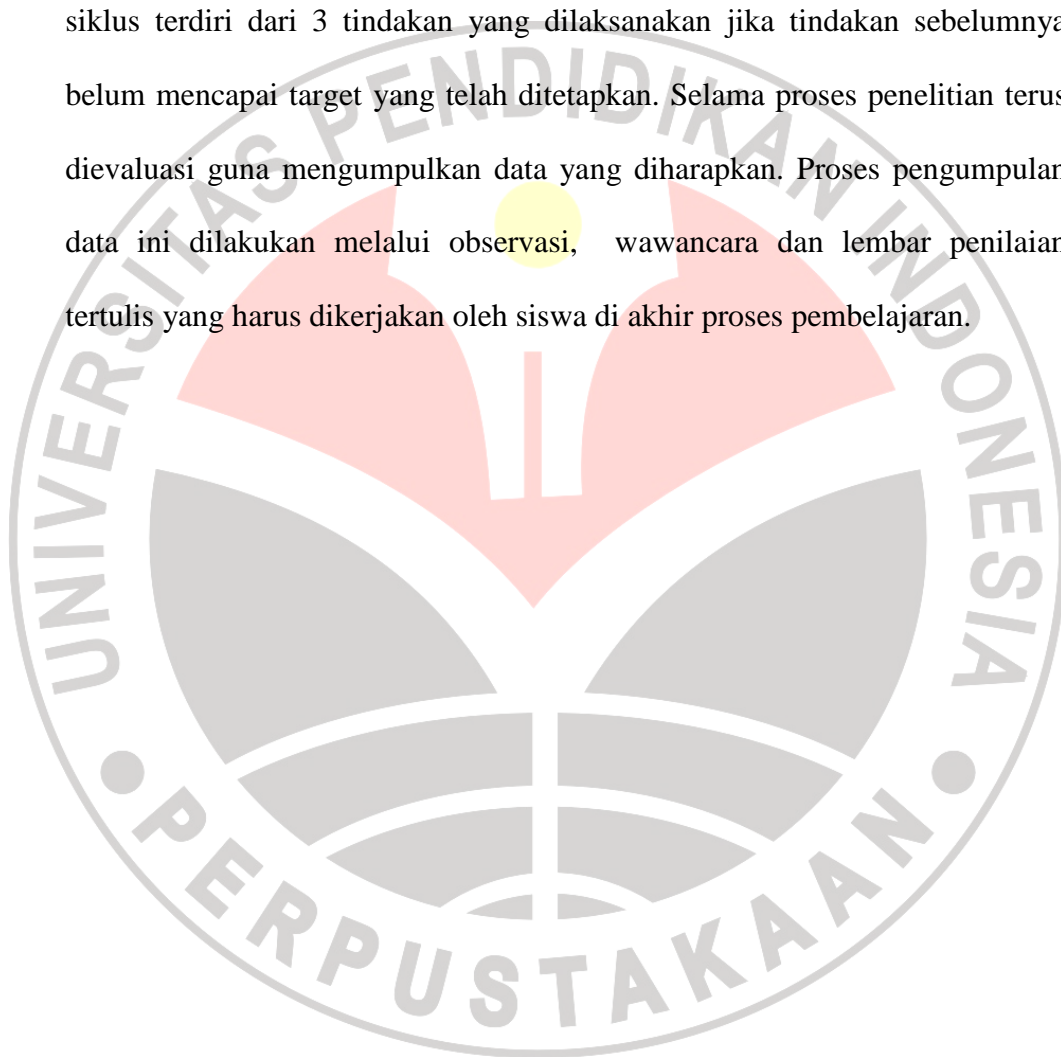 siklus terdiri dari 3 tindakan yang dilaksanakan jika tindakan sebelumnya
belum mencapai target yang telah ditetapkan. Selama proses penelitian terus
dievaluasi guna mengumpulkan data yang diharapkan. Proses pengumpulan
data ini dilakukan melalui observasi, wawancara dan lembar penilaian
tertulis yang harus dikerjakan oleh siswa di akhir proses pembelajaran.
UNIVERSITAS PENDIDIKAN INDONESIA
PERPUSTAKAAN